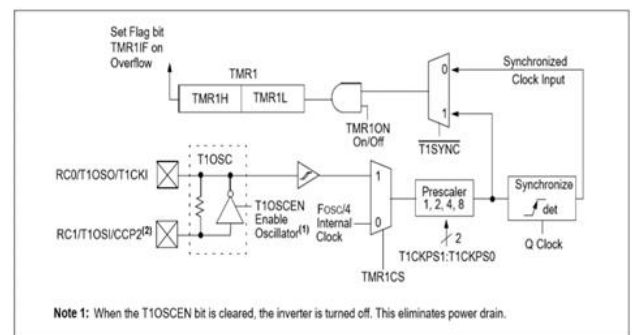 Set Flag bit
TMR1IF on
Overflow
TMR1
TMR1H
TMR1L
TMR1ON
On/Off
0
1
T1SYNC
Synchronized
Clock Input
T1OSC
RC0/T1OSO/T1CKI
RC1/T1OSI/CCP2(2)
T1OSCEN
Enable
Oscillator(1)
FOSC/4
Internal
Clock
1
0
TMR1CS
Prescaler
1, 2, 4, 8
2
T1CKPS1:T1CKPS0
Synchronize
det
Q Clock
Note 1: When the T1OSCEN bit is cleared, the inverter is turned off. This eliminates power drain.